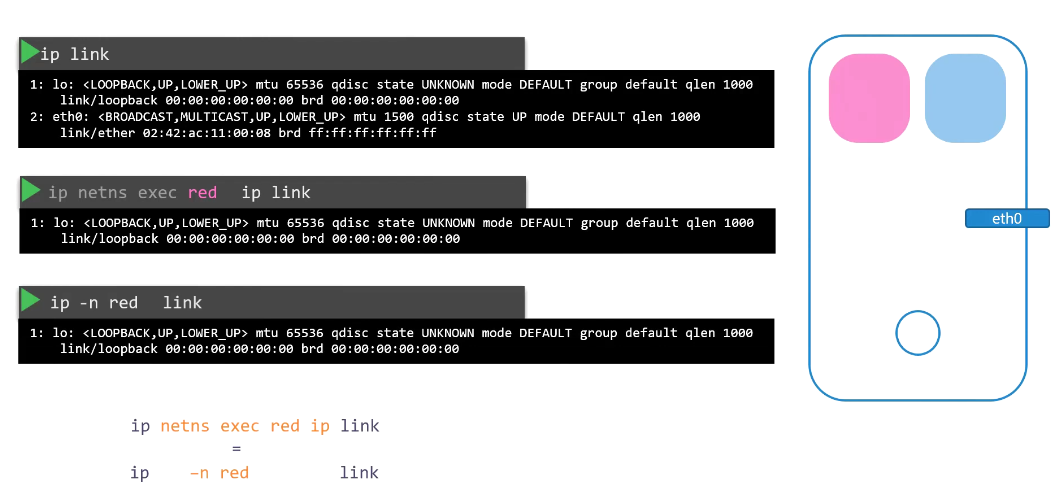 ip link
1: lo: <LOOPBACK,UP,LOWER_UP> mtu 65536 qdisc state UNKNOWN mode DEFAULT group default qlen 1000
link/loopback 00:00:00:00:00:00 brd 00:00:00:00:00:00
2: eth0: <BROADCAST,MULTICAST,UP,LOWER_UP> mtu 1500 qdisc state UP mode DEFAULT qlen 1000
link/ether 02:42:ac:11:00:08 brd ff:ff:ff:ff:ff:ff
ip netns exec red ip link
1: lo: <LOOPBACK,UP,LOWER_UP> mtu 65536 qdisc state UNKNOWN mode DEFAULT group default qlen 1000
link/loopback 00:00:00:00:00:00 brd 00:00:00:00:00:00
eth0
ip -n red link
1: lo: <LOOPBACK,UP,LOWER_UP> mtu 65536 qdisc state UNKNOWN mode DEFAULT group default qlen 1000
link/loopback 00:00:00:00:00:00 brd 00:00:00:00:00:00
ip netns exec red ip link
=
ip –n red link